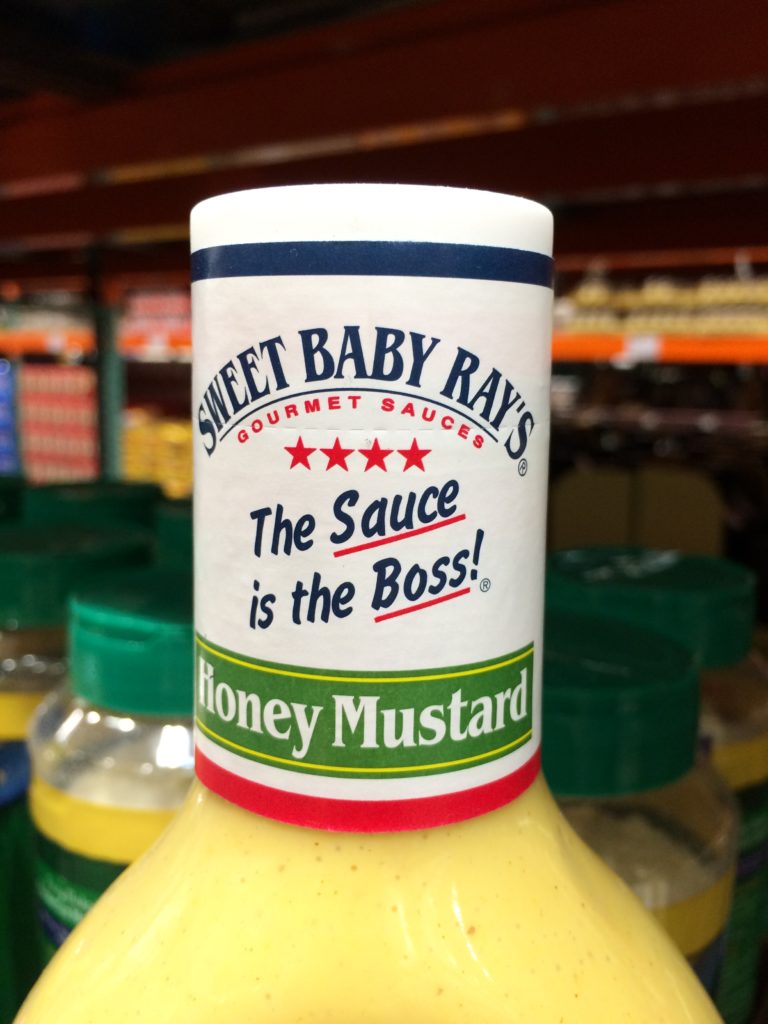 SWEET BABY RAY'S®
GOURMET SAUCES
The Sauce
is the Boss!®
Honey Mustard